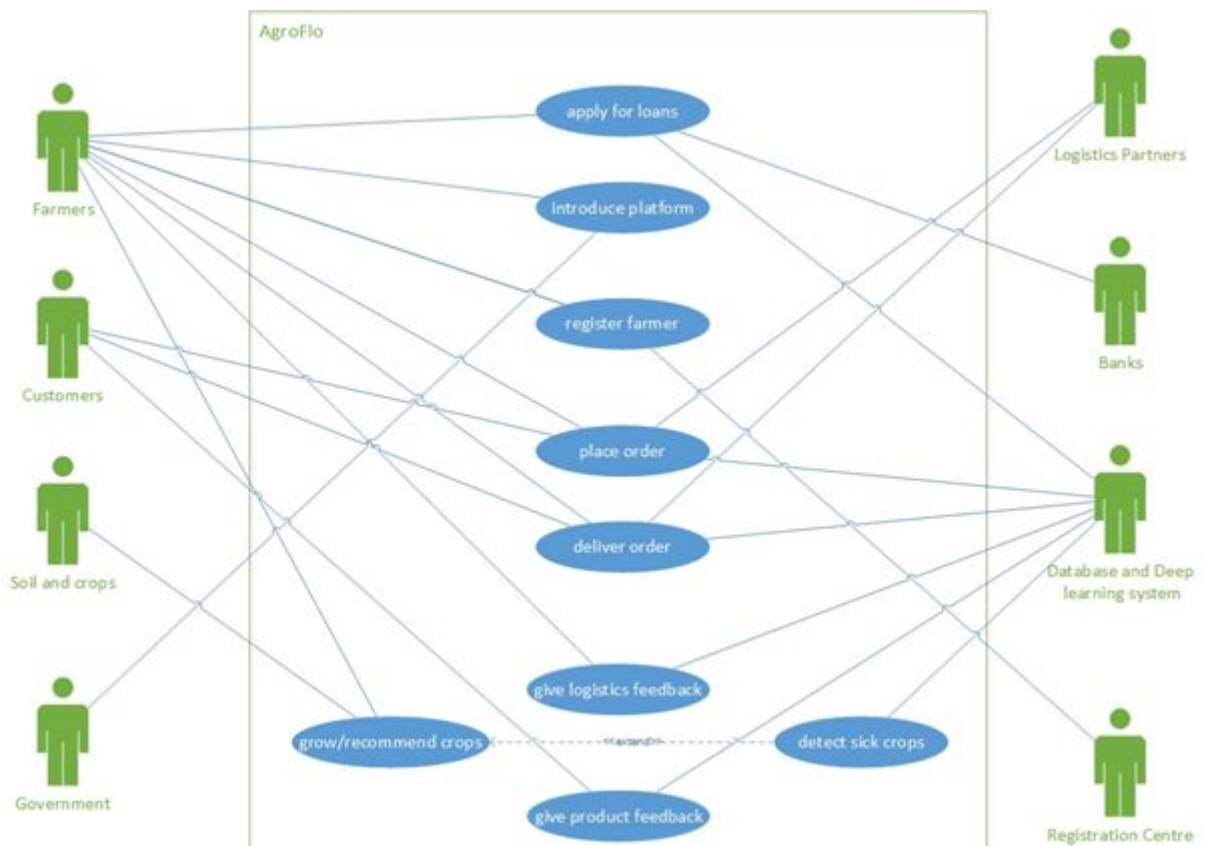 AgroFlo
apply for loans
Logistics Partners
Farmers
Introduce platform
register farmer
Banks
Customers
place order
deliver order
Soil and crops
Database and Deep
learning system
give logistics feedback
grow/recommend crops
<<extend>>
detect sick crops
Government
give product feedback
Registration Centre